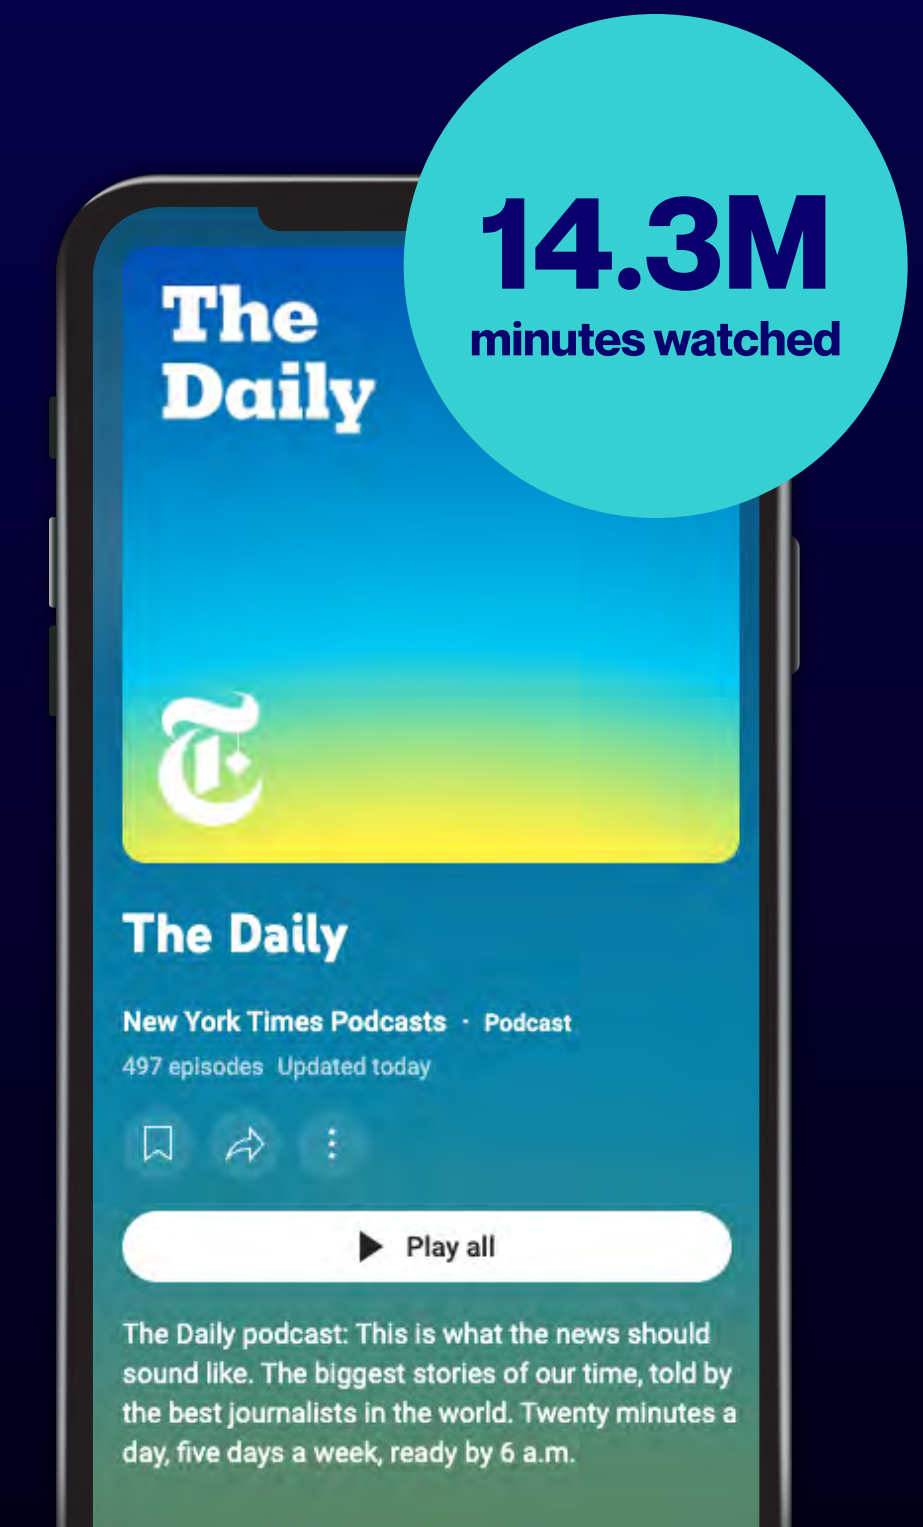 14.3M
minutes watched
The
Daily
T
The Daily
New York Times Podcasts · Podcast
497 episodes Updated today
Play all
The Daily podcast: This is what the news should
sound like. The biggest stories of our time, told by
the best journalists in the world. Twenty minutes a
day, five days a week, ready by 6 a.m.